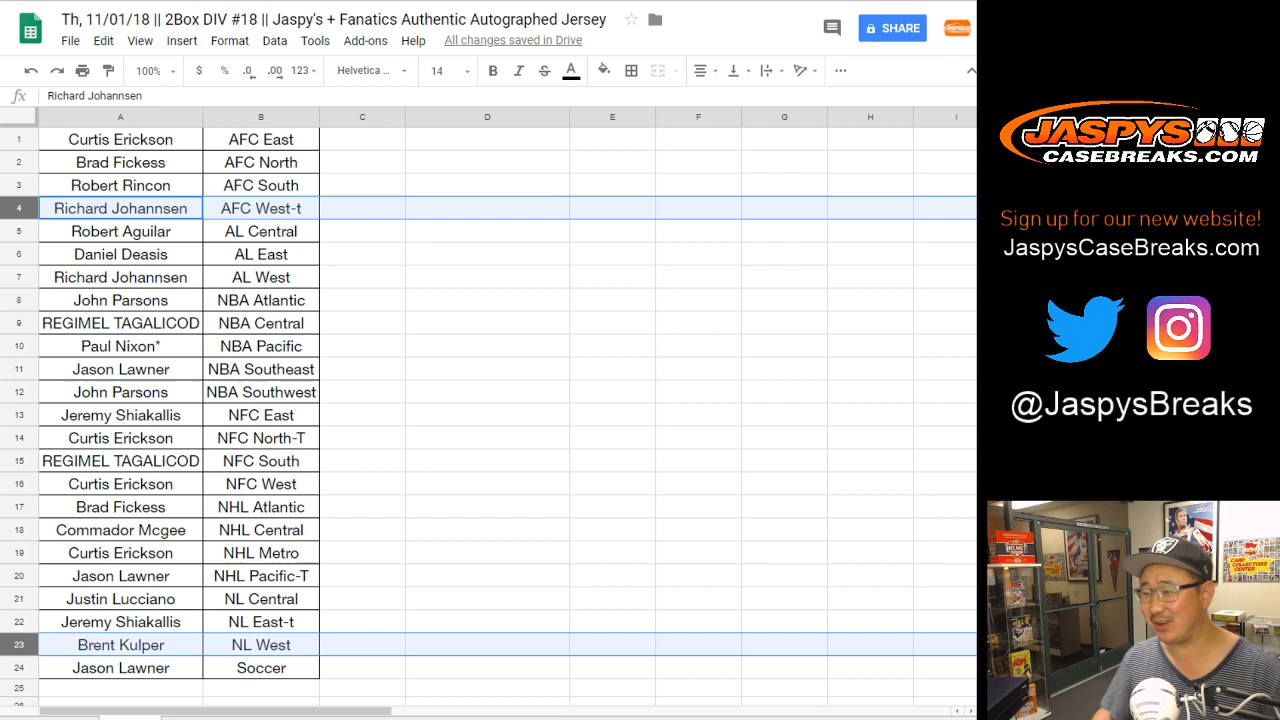 Th, 11/01/18 || 2Box DIV #18 || Jaspy's + Fanatics Authentic Autographed Jersey
SHARE
File Edit View Insert Format Data Tools Add-ons Help All changes saved in Drive
100% $ % .0 .00 123 Helvetica ... 14 B I S A
fx Richard Johannsen
A B C D E F G H I
1 Curtis Erickson AFC East
2 Brad Fickess AFC North
3 Robert Rincon AFC South
4 Richard Johannsen AFC West-t
5 Robert Aguilar AL Central
6 Daniel Deasis AL East
7 Richard Johannsen AL West
8 John Parsons NBA Atlantic
9 REGIMEL TAGALICOD NBA Central
10 Paul Nixon* NBA Pacific
11 Jason Lawner NBA Southeast
12 John Parsons NBA Southwest
13 Jeremy Shiakallis NFC East
14 Curtis Erickson NFC North-T
15 REGIMEL TAGALICOD NFC South
16 Curtis Erickson NFC West
17 Brad Fickess NHL Atlantic
18 Commador Mcgee NHL Central
19 Curtis Erickson NHL Metro
20 Jason Lawner NHL Pacific-T
21 Justin Lucciano NL Central
22 Jeremy Shiakallis NL East-t
23 Brent Kulper NL West
24 Jason Lawner Soccer
25
JASPYS
CASEBREAKS.COM
Sign up for our new website!
JaspysCaseBreaks.com
@JaspysBreaks
topps
CARD
COLLECTORS
CENTER